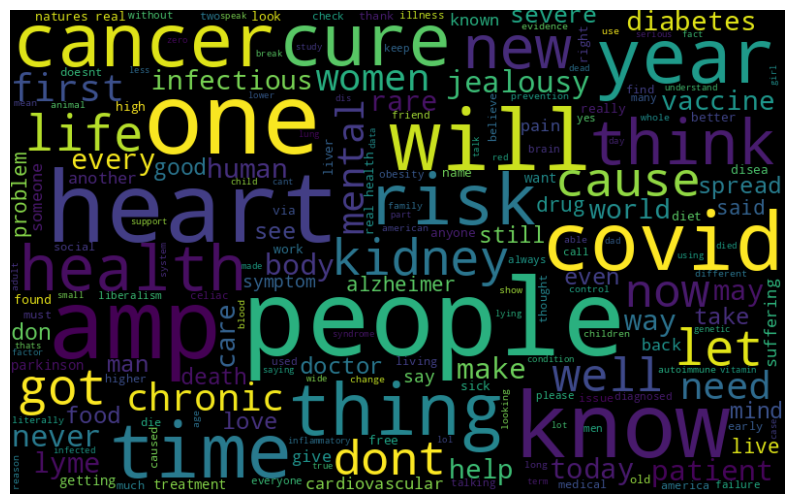 natures real
without
two
speak
look
check
thank
illness
known
severe
evidence
use
serious
fact
diabetes
cancer
cure
new
year
zero
break
study
keep
right
dead
girl
doesnt
less
first
infectious
women
jealousy
prevention
understand
mean
animal
lower
dis
rare
believe
really
find
many
vaccine
high
life
one
lung
friend
data
talk
will
yes
whole
better
think
every
good
human
liver
mental
pain
red
brain
day
problem
someone
another
child
cant
obesity
name
want
cause
disea
heart
risk
real health
drug
world
spread
support
via
see
family
part
american
anyone
still
diet
said
social
work
body
kidney
always
able
dad
call
died
using
covid
health
system
made
symptom
alzheimer
even
thought
different
now
may
adult
found
small
liberalism
celiac
amp
people
show
control
way
take
suffering
must
blood
lying
children
genetic
don
care
syndrome
back
let
thats
factor
parkinson
man
used
living
doctor
make
condition
autoimmune
vitamin
higher
death
saying
wide
change
say
sick
looking
please
issue
diagnosed
got
chronic
thing
well
need
mind
food
love
age
know
lot
men
early
never
literally
die
time
inflammatory
lol
live
infected
caused
free
give
true
dont
help
today
patient
case
reason
lyme
getting
much
treatment
everyone
talking
cardiovascular
long
term
medical
old
america
failure